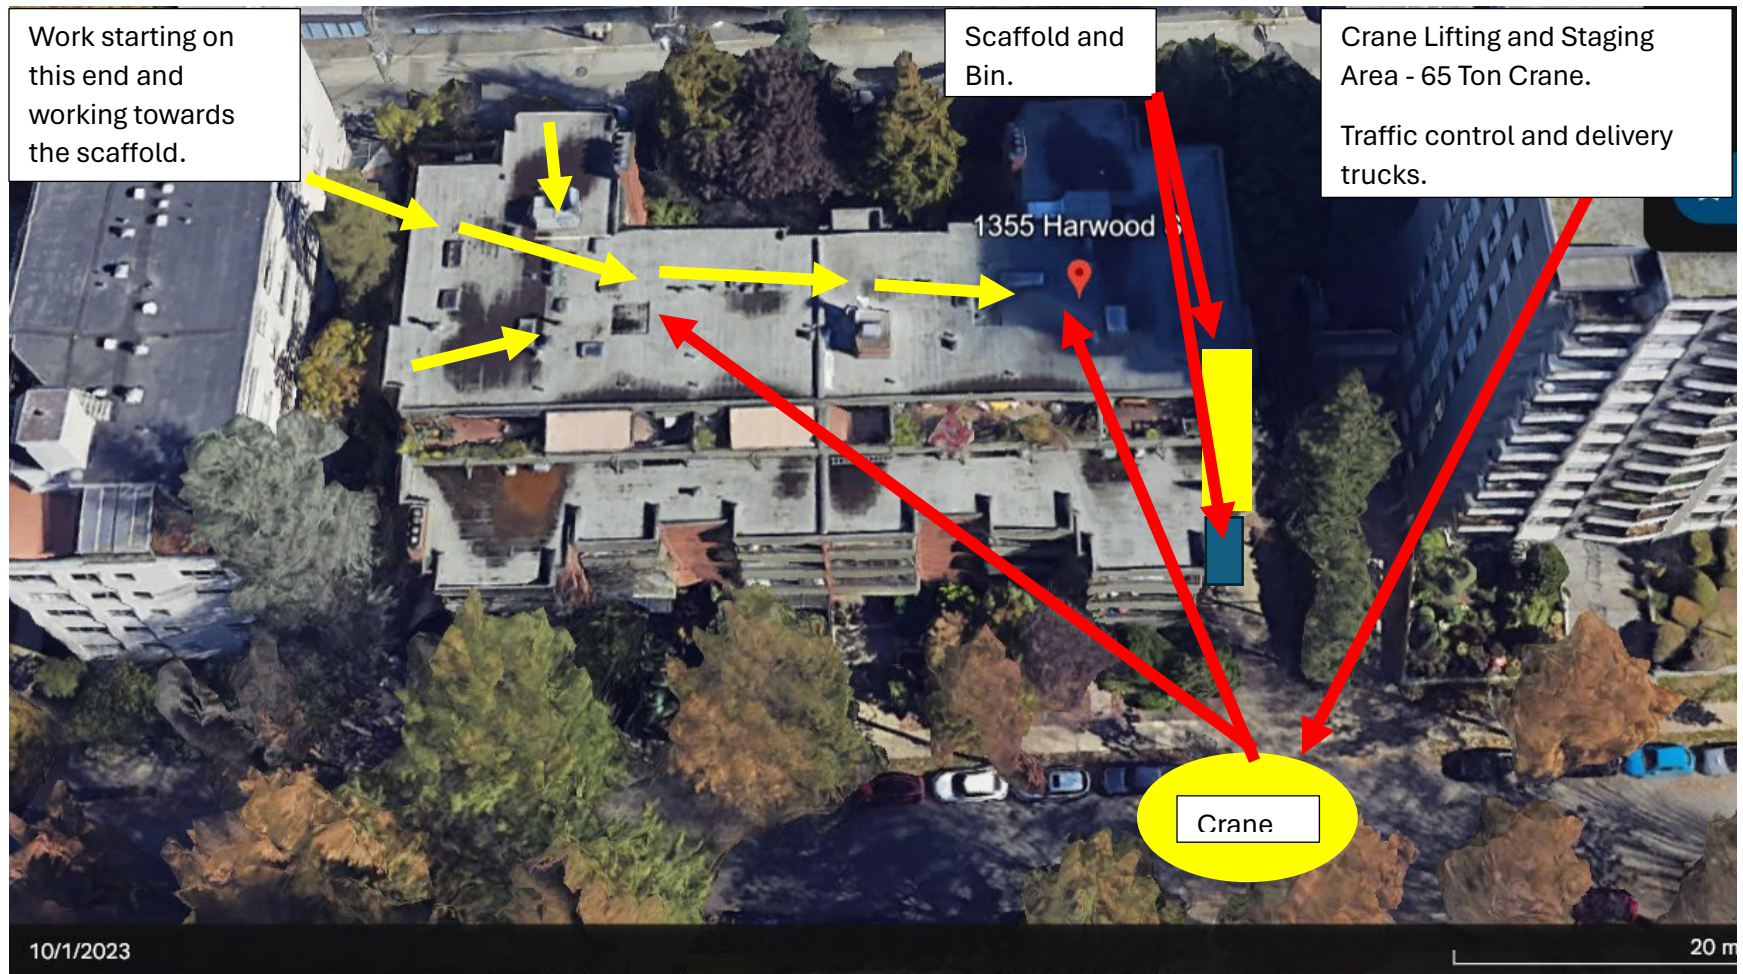 Work starting on
this end and
working towards
the scaffold.
Scaffold and
Bin.
Crane Lifting and Staging
Area - 65 Ton Crane.
Traffic control and delivery
trucks.
1355 Harwood S
Crane
10/1/2023
20 m